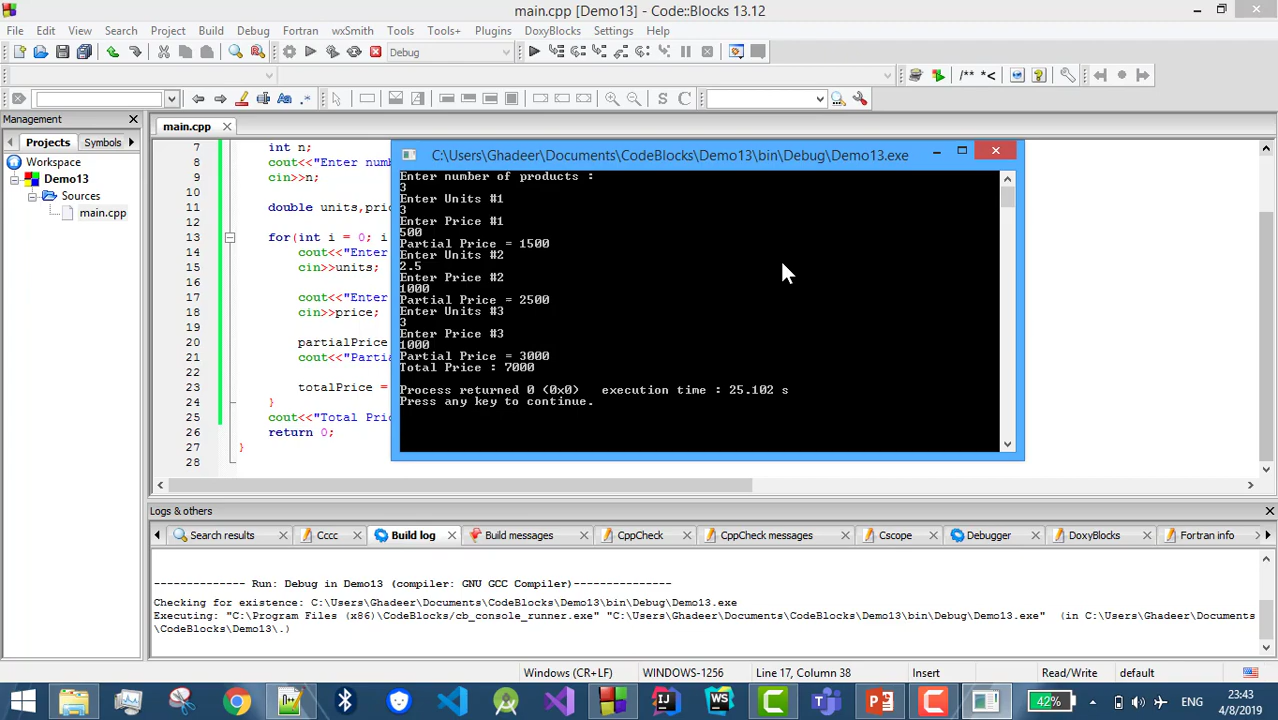 main.cpp [Demo13] - Code::Blocks 13.12
File Edit View Search Project Build Debug Fortran wxSmith Tools Tools+ Plugins DoxyBlocks Settings Help
Debug
/** *<
Aa .*
S C
Management
main.cpp
Projects Symbols
Workspace
Demo13
Sources
main.cpp
7 int n;
8 cout<<"Enter num
9 cin>>n;
10
11 double units,pric
12
13 for(int i = 0; i
14 cout<<"Enter
15 cin>>units;
16
17 cout<<"Enter
18 cin>>price;
19
20 partialPrice
21 cout<<"Parti
22
23 totalPrice =
24 }
25 cout<<"Total Pric
26 return 0;
27 }
28
C:\Users\Ghadeer\Documents\CodeBlocks\Demo13\bin\Debug\Demo13.exe
Enter number of products :
3
Enter Units #1
3
Enter Price #1
500
Partial Price = 1500
Enter Units #2
2.5
Enter Price #2
1000
Partial Price = 2500
Enter Units #3
3
Enter Price #3
1000
Partial Price = 3000
Total Price : 7000
Process returned 0 (0x0) execution time : 25.102 s
Press any key to continue.
Logs & others
Search results Cccc Build log Build messages CppCheck CppCheck messages Cscope Debugger DoxyBlocks Fortran info
-------------- Run: Debug in Demo13 (compiler: GNU GCC Compiler)---------------
Checking for existence: C:\Users\Ghadeer\Documents\CodeBlocks\Demo13\bin\Debug\Demo13.exe
Executing: "C:\Program Files (x86)\CodeBlocks/cb_console_runner.exe" "C:\Users\Ghadeer\Documents\CodeBlocks\Demo13\bin\Debug\Demo13.exe" (in C:\Users\Ghadeer\Documents
\CodeBlocks\Demo13\.)
Windows (CR+LF) WINDOWS-1256 Line 17, Column 38 Insert Read/Write default
42% ENG
23:43
4/8/2019